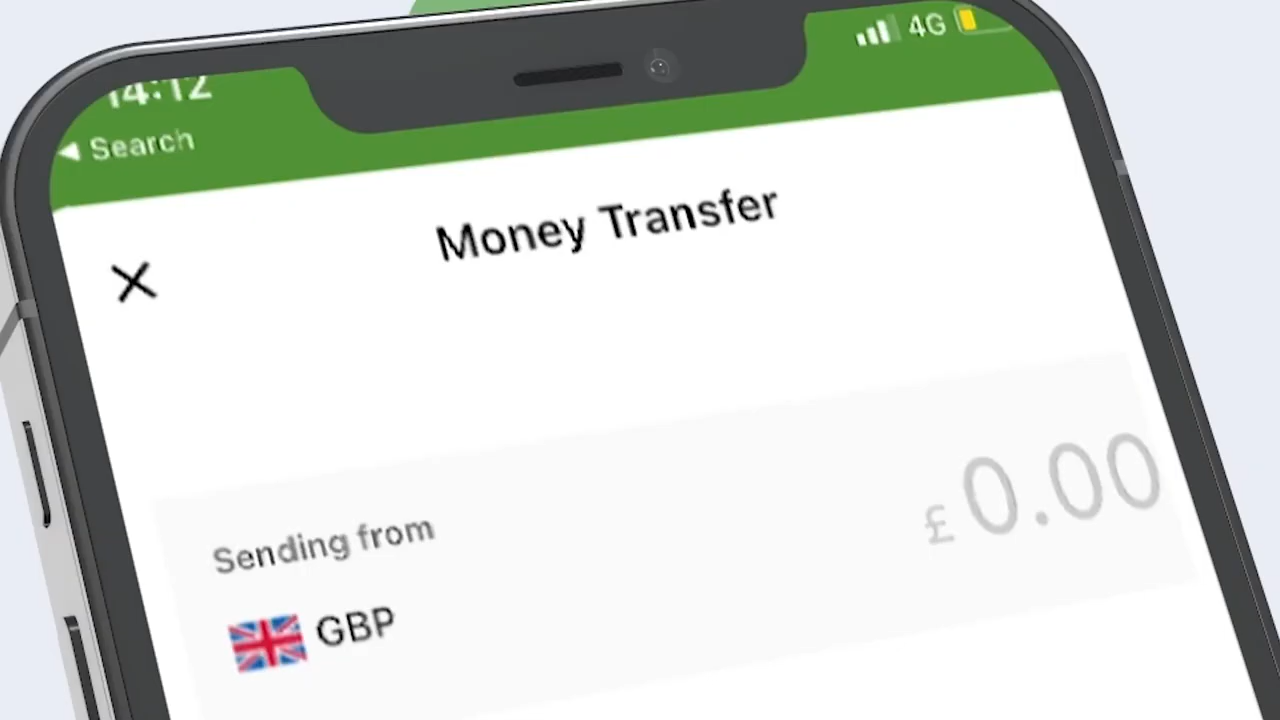 14:12
4G
◀ Search
Money Transfer
Sending from
£ 0.00
GBP